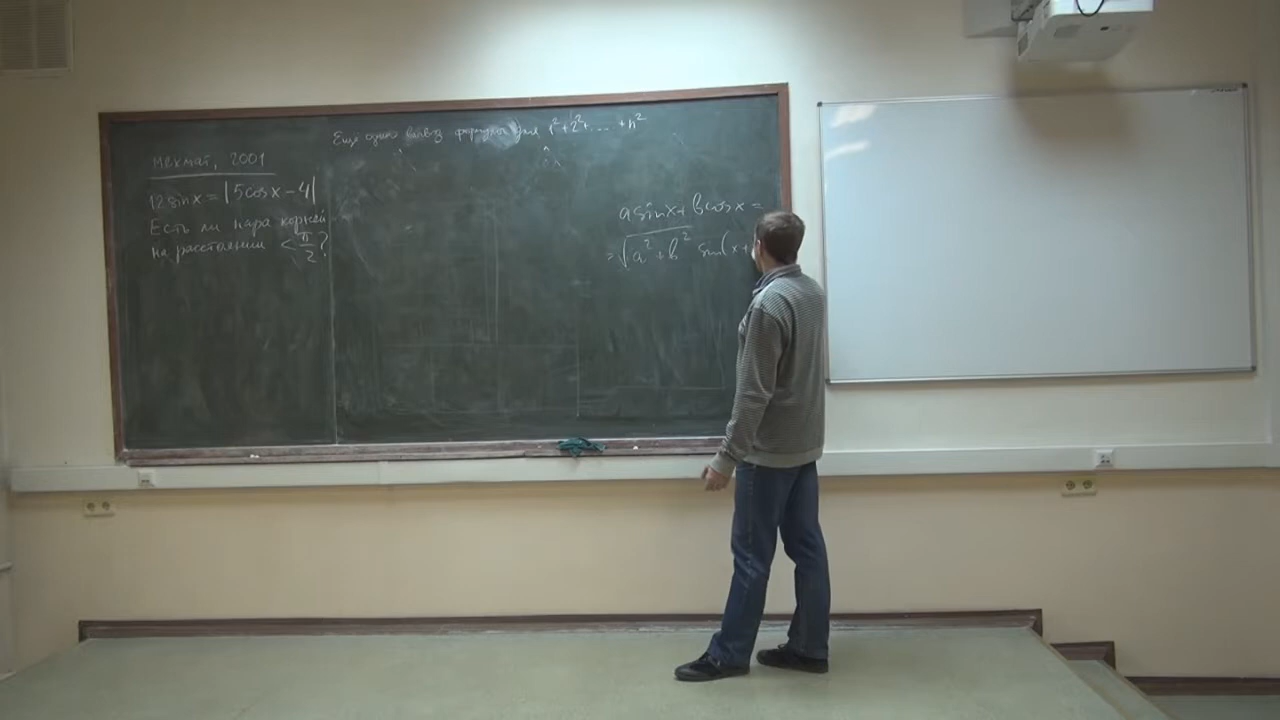 Ещё один вывод формулы для 1²+2²+...+n²
Мехмат, 2001
12 sin x = |5 cos x − 4|
Есть ли пара корней
на расстоянии < π/2?
a sin x + b cos x =
= √(a² + b²) sin(x +